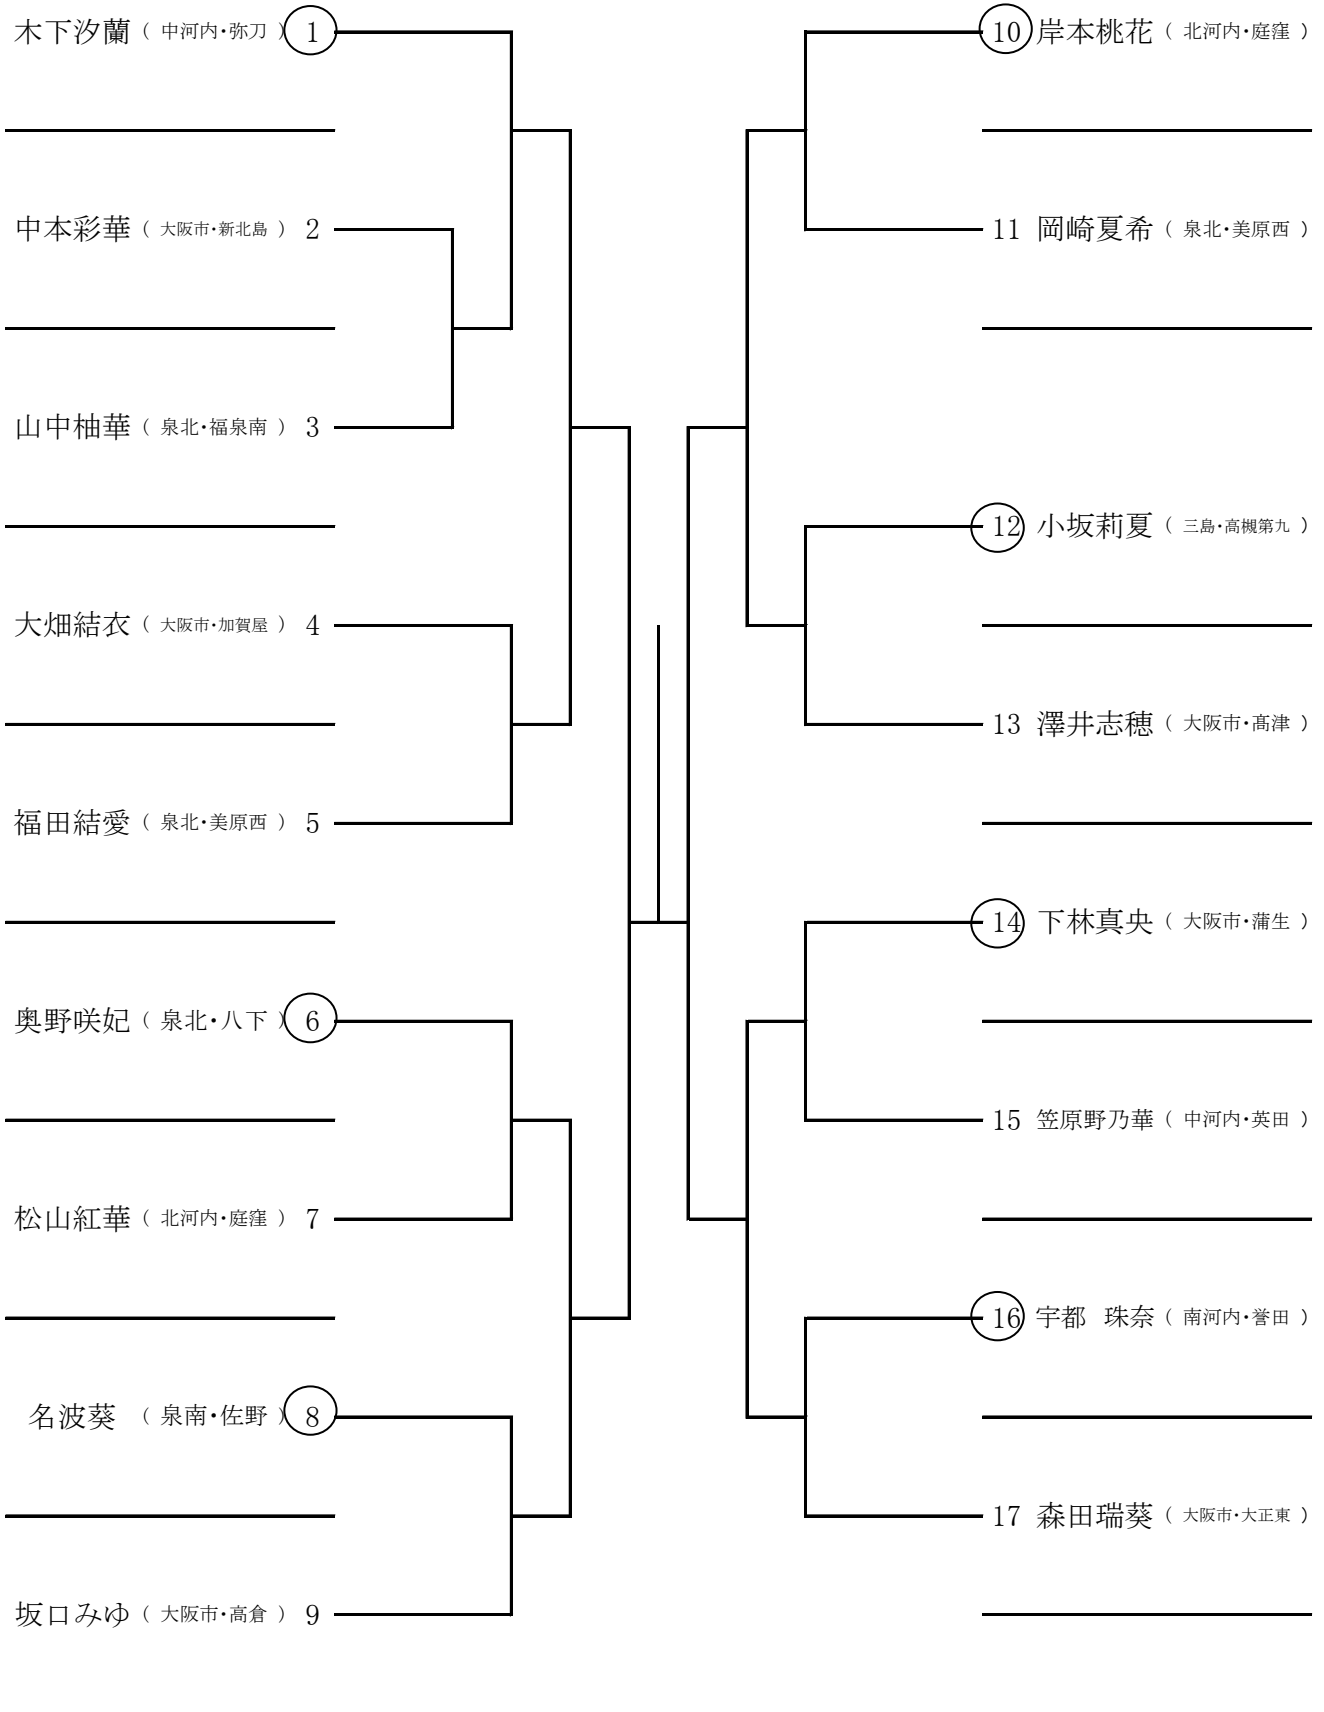 木下汐蘭 ( 中河内・弥刀 ) 1
中本彩華 ( 大阪市・新北島 ) 2
山中柚華 ( 泉北・福泉南 ) 3
大畑結衣 ( 大阪市・加賀屋 ) 4
福田結愛 ( 泉北・美原西 ) 5
奥野咲妃 ( 泉北・八下 ) 6
松山紅華 ( 北河内・庭窪 ) 7
名波葵 ( 泉南・佐野 ) 8
坂口みゆ ( 大阪市・高倉 ) 9
10 岸本桃花 ( 北河内・庭窪 )
11 岡崎夏希 ( 泉北・美原西 )
12 小坂莉夏 ( 三島・高槻第九 )
13 澤井志穂 ( 大阪市・高津 )
14 下林真央 ( 大阪市・蒲生 )
15 笠原野乃華 ( 中河内・英田 )
16 宇都 珠奈 ( 南河内・誉田 )
17 森田瑞葵 ( 大阪市・大正東 )